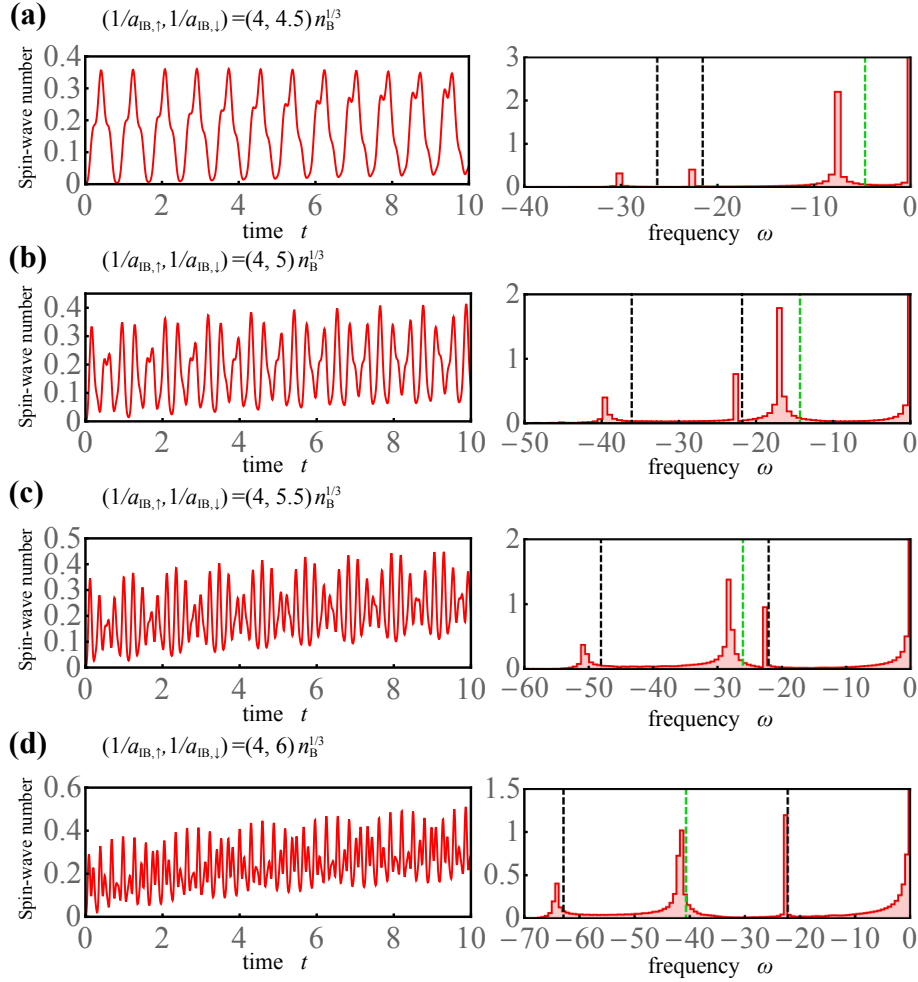 (a)
(1/a_IB,↑, 1/a_IB,↓) = (4, 4.5) n_B^1/3
Spin-wave number
0.4
0.3
0.2
0.1
0
0 2 4 6 8 10
time t
3
2
1
0
−40 −30 −20 −10 0
frequency ω
(b)
(1/a_IB,↑, 1/a_IB,↓) = (4, 5) n_B^1/3
Spin-wave number
0.4
0.3
0.2
0.1
0
0 2 4 6 8 10
time t
2
1
0
−50 −40 −30 −20 −10 0
frequency ω
(c)
(1/a_IB,↑, 1/a_IB,↓) = (4, 5.5) n_B^1/3
Spin-wave number
0.5
0.4
0.3
0.2
0.1
0
0 2 4 6 8 10
time t
2
1
0
−60 −50 −40 −30 −20 −10 0
frequency ω
(d)
(1/a_IB,↑, 1/a_IB,↓) = (4, 6) n_B^1/3
Spin-wave number
0.6
0.4
0.2
0
0 2 4 6 8 10
time t
1.5
1
0.5
0
−70 −60 −50 −40 −30 −20 −10 0
frequency ω